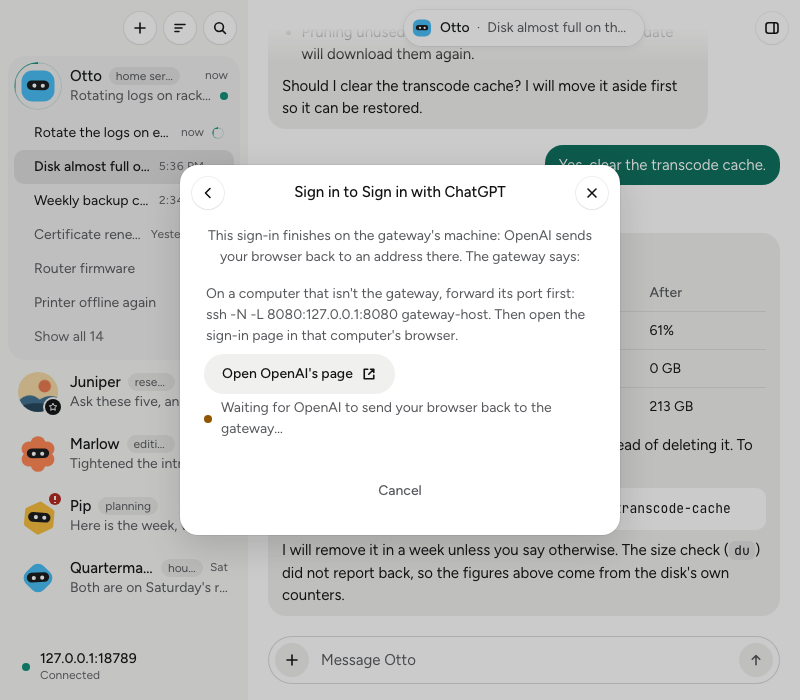 Otto · Disk almost full on th...
Pruning unused
date
will download them again.
Should I clear the transcode cache? I will move it aside first
so it can be restored.
Yes, clear the transcode cache.
Otto home ser... now
Rotating logs on rack...
Rotate the logs on e... now
Disk almost full o... 5:36 PM
Weekly backup c... 2:34
Certificate rene... Yeste
Router firmware
Printer offline again
Show all 14
Juniper rese...
Ask these five, an
Marlow editi...
Tightened the intr
Pip planning
Here is the week,
Quarterma... hou... Sat
Both are on Saturday's r...
127.0.0.1:18789
Connected
Sign in to Sign in with ChatGPT
This sign-in finishes on the gateway's machine: OpenAI sends
your browser back to an address there. The gateway says:
On a computer that isn't the gateway, forward its port first:
ssh -N -L 8080:127.0.0.1:8080 gateway-host. Then open the
sign-in page in that computer's browser.
Open OpenAI's page
Waiting for OpenAI to send your browser back to the
gateway...
Cancel
After
61%
0 GB
213 GB
ead of deleting it. To
transcode-cache
I will remove it in a week unless you say otherwise. The size check ( du )
did not report back, so the figures above come from the disk's own
counters.
Message Otto